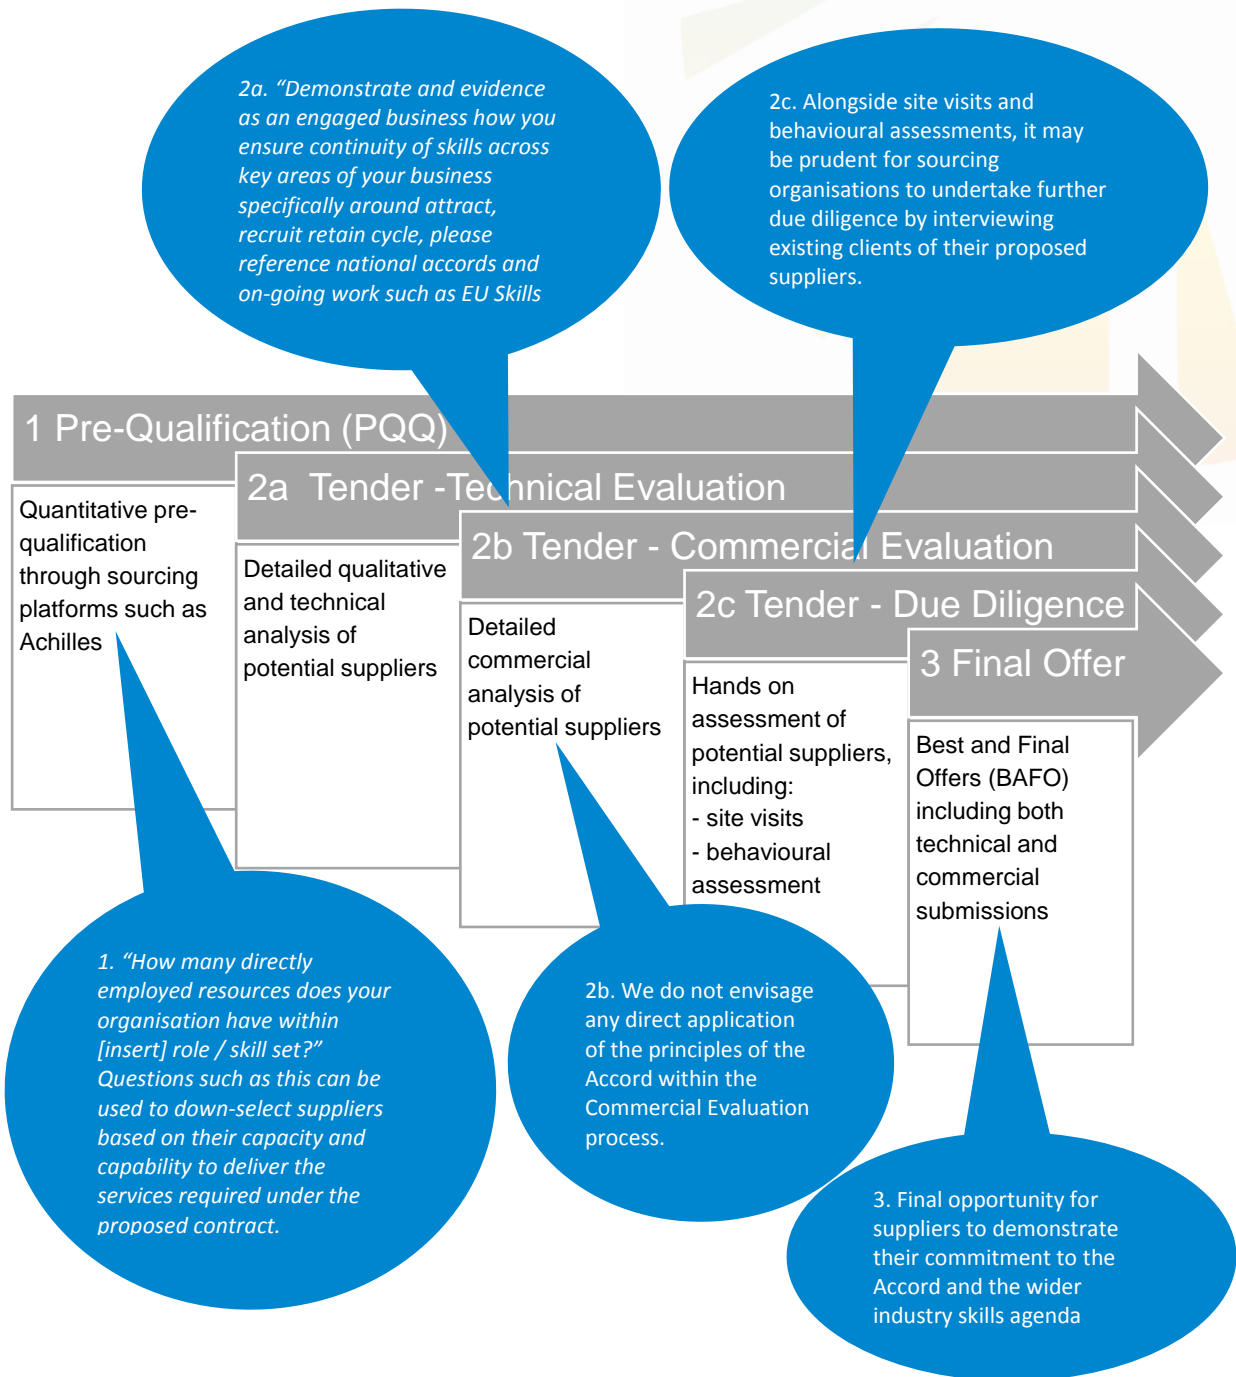 2a. “Demonstrate and evidence
as an engaged business how you
ensure continuity of skills across
key areas of your business
specifically around attract,
recruit retain cycle, please
reference national accords and
on-going work such as EU Skills
2c. Alongside site visits and
behavioural assessments, it may
be prudent for sourcing
organisations to undertake further
due diligence by interviewing
existing clients of their proposed
suppliers.
1 Pre-Qualification (PQQ)
Quantitative pre-
qualification
through sourcing
platforms such as
Achilles
2a Tender -Technical Evaluation
Detailed qualitative
and technical
analysis of
potential suppliers
2b Tender - Commercial Evaluation
Detailed
commercial
analysis of
potential suppliers
2c Tender - Due Diligence
Hands on
assessment of
potential suppliers,
including:
- site visits
- behavioural
assessment
3 Final Offer
Best and Final
Offers (BAFO)
including both
technical and
commercial
submissions
1. “How many directly
employed resources does your
organisation have within
[insert] role / skill set?”
Questions such as this can be
used to down-select suppliers
based on their capacity and
capability to deliver the
services required under the
proposed contract.
2b. We do not envisage
any direct application
of the principles of the
Accord within the
Commercial Evaluation
process.
3. Final opportunity for
suppliers to demonstrate
their commitment to the
Accord and the wider
industry skills agenda